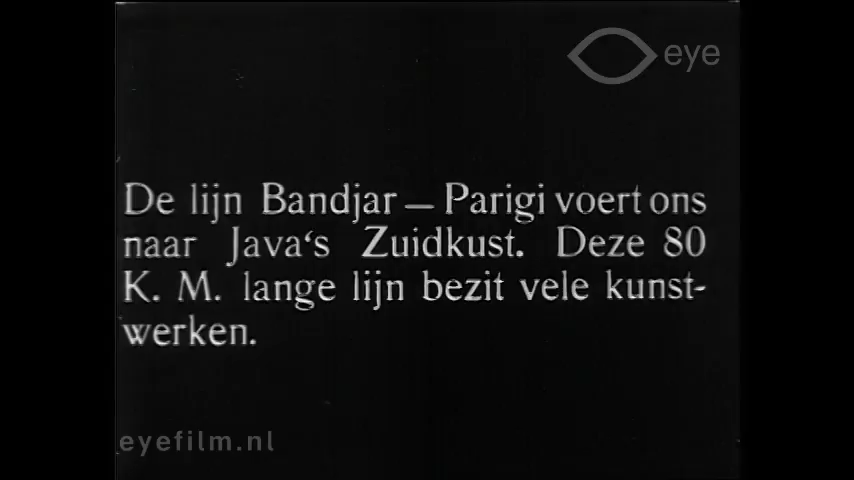 eye
De lijn Bandjar — Parigi voert ons
naar Java's Zuidkust. Deze 80
K. M. lange lijn bezit vele kunst-
werken.
eyefilm.nl